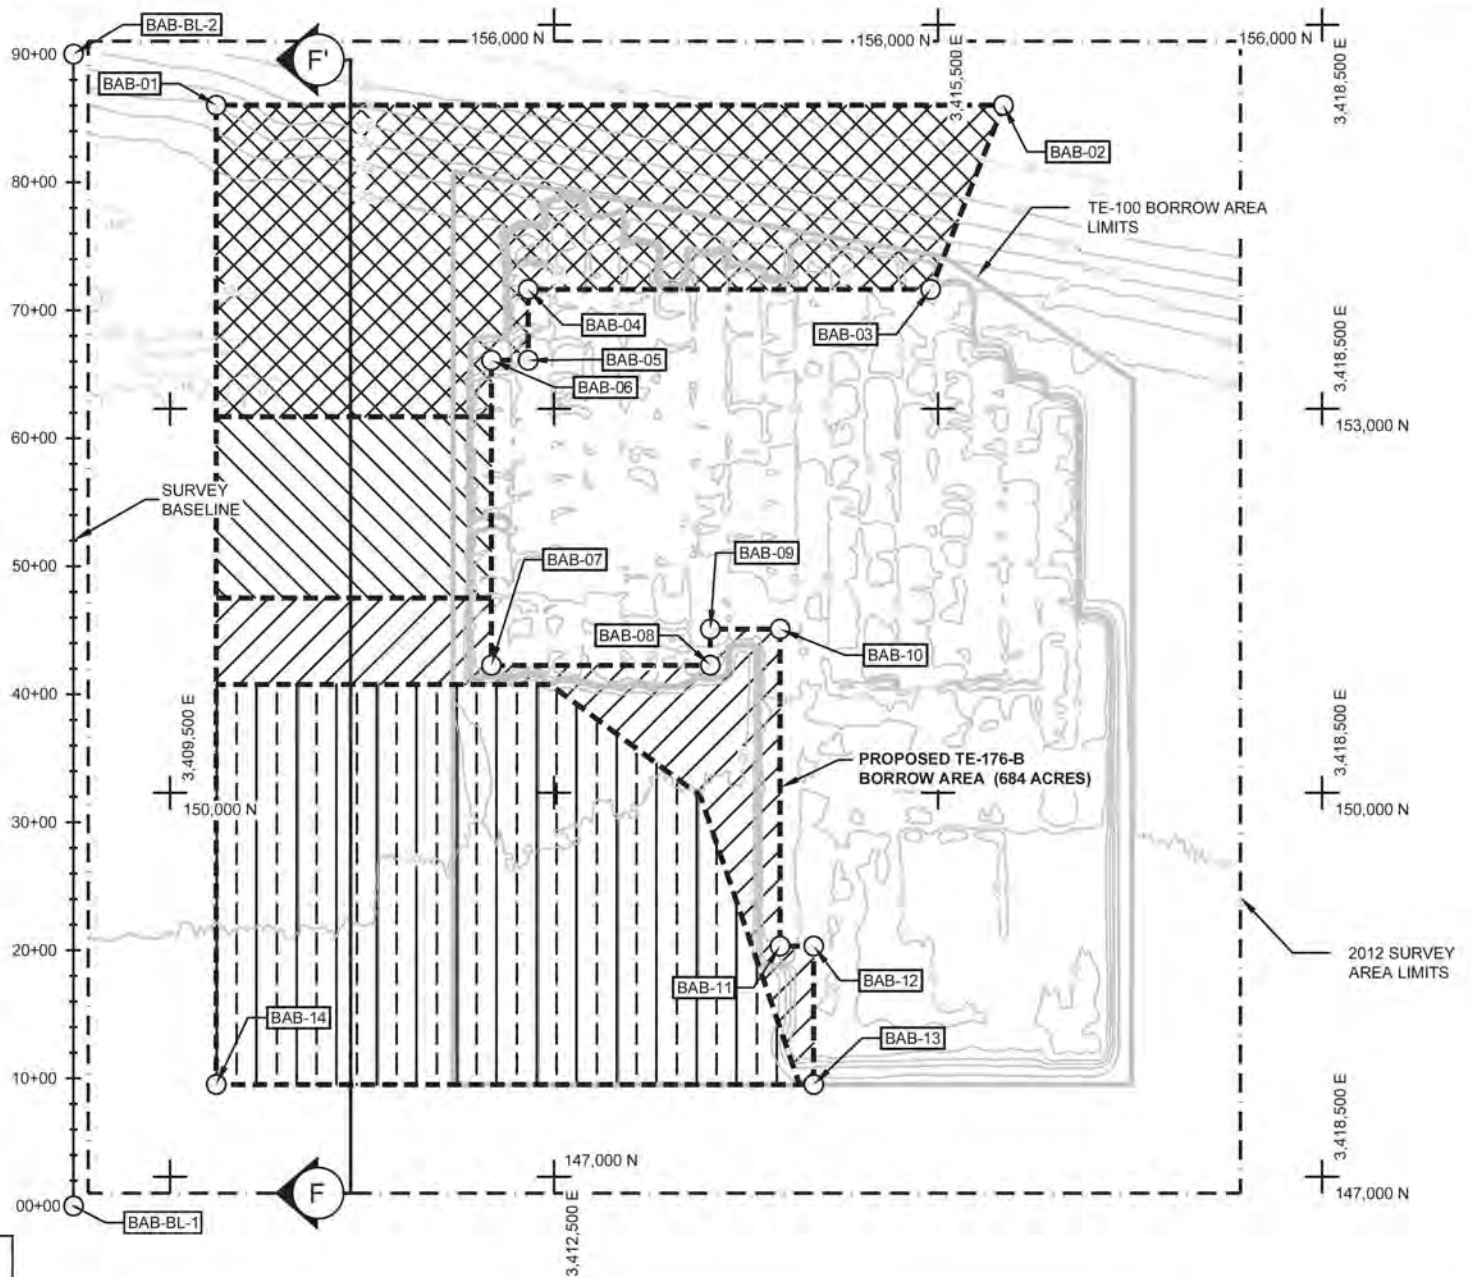 BAB-BL-2
156,000 N
156,000 N
156,000 N
90+00
F'
3,415,500 E
3,418,500 E
BAB-01
BAB-02
80+00
TE-100 BORROW AREA
LIMITS
70+00
BAB-04
BAB-03
BAB-05
BAB-06
3,418,500 E
153,000 N
60+00
SURVEY
BASELINE
50+00
BAB-07
BAB-09
BAB-08
BAB-10
40+00
3,409,500 E
3,418,500 E
PROPOSED TE-176-B
BORROW AREA (684 ACRES)
150,000 N
150,000 N
30+00
20+00
2012 SURVEY
AREA LIMITS
BAB-11
BAB-12
BAB-14
BAB-13
10+00
3,418,500 E
147,000 N
147,000 N
F
00+00
BAB-BL-1
3,412,500 E